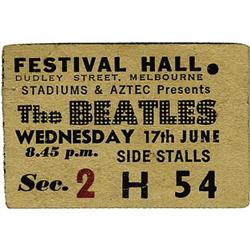 FESTIVAL HALL.
DUDLEY STREET, MELBOURNE
STADIUMS & AZTEC Presents
The BEATLES
WEDNESDAY 17th JUNE
8.45 p.m. SIDE STALLS
Sec. 2 H 54